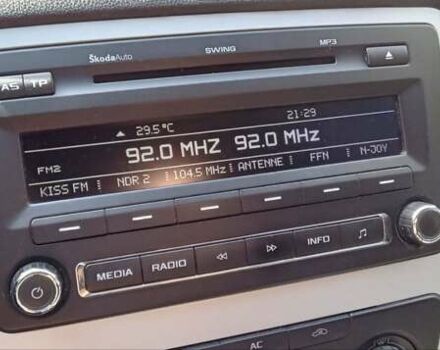 ŠkodaAuto SWING MP3
AS TP
29.5°C 21-29
FM2 92.0 MHZ 92.0 MHz
KISS FM NDR 2 104.5 MHz ANTENNE FFN N-JOY
MEDIA RADIO INFO
AC